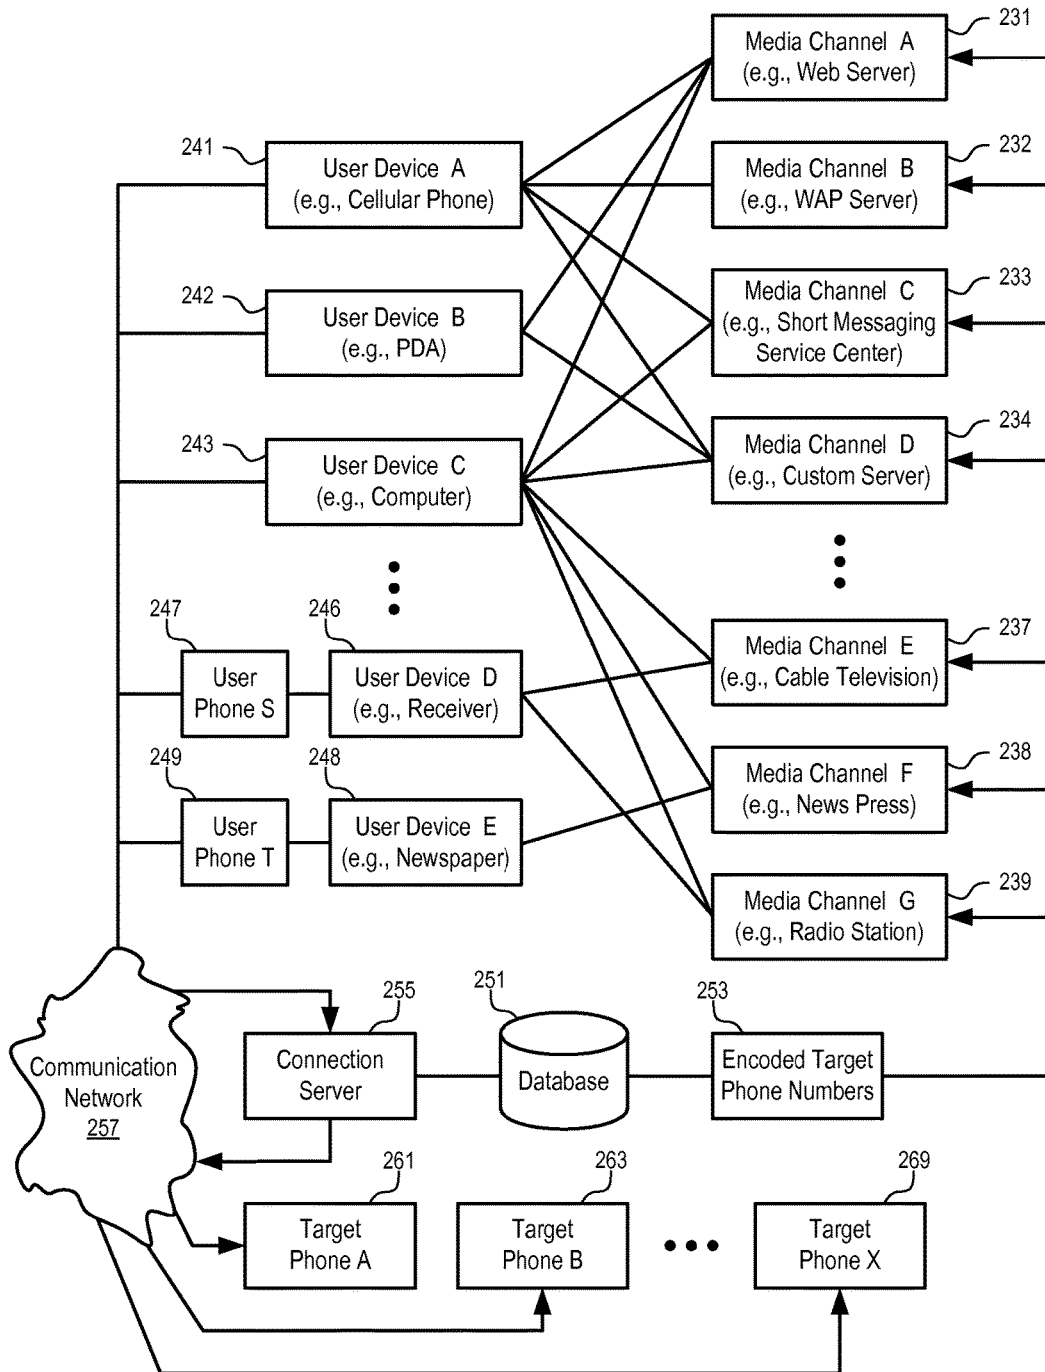 231
Media Channel A
(e.g., Web Server)
241
User Device A
(e.g., Cellular Phone)
232
Media Channel B
(e.g., WAP Server)
242
User Device B
(e.g., PDA)
233
Media Channel C
(e.g., Short Messaging
Service Center)
243
User Device C
(e.g., Computer)
234
Media Channel D
(e.g., Custom Server)
247
User
Phone S
246
User Device D
(e.g., Receiver)
237
Media Channel E
(e.g., Cable Television)
249
User
Phone T
248
User Device E
(e.g., Newspaper)
238
Media Channel F
(e.g., News Press)
239
Media Channel G
(e.g., Radio Station)
Communication
Network
257
255
Connection
Server
251
Database
253
Encoded Target
Phone Numbers
261
Target
Phone A
263
Target
Phone B
269
Target
Phone X